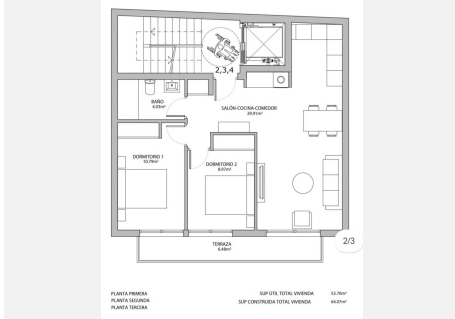 2,3,4
BAÑO
4.03m²
SALÓN-COCINA-COMEDOR
29.91m²
DORMITORIO 1
10.79m²
DORMITORIO 2
8.97m²
TERRAZA
6.48m²
2/3
PLANTA PRIMERA
PLANTA SEGUNDA
PLANTA TERCERA
SUP ÚTIL TOTAL VIVIENDA 53.70m²
SUP CONSTRUIDA TOTAL VIVIENDA 64.07m²